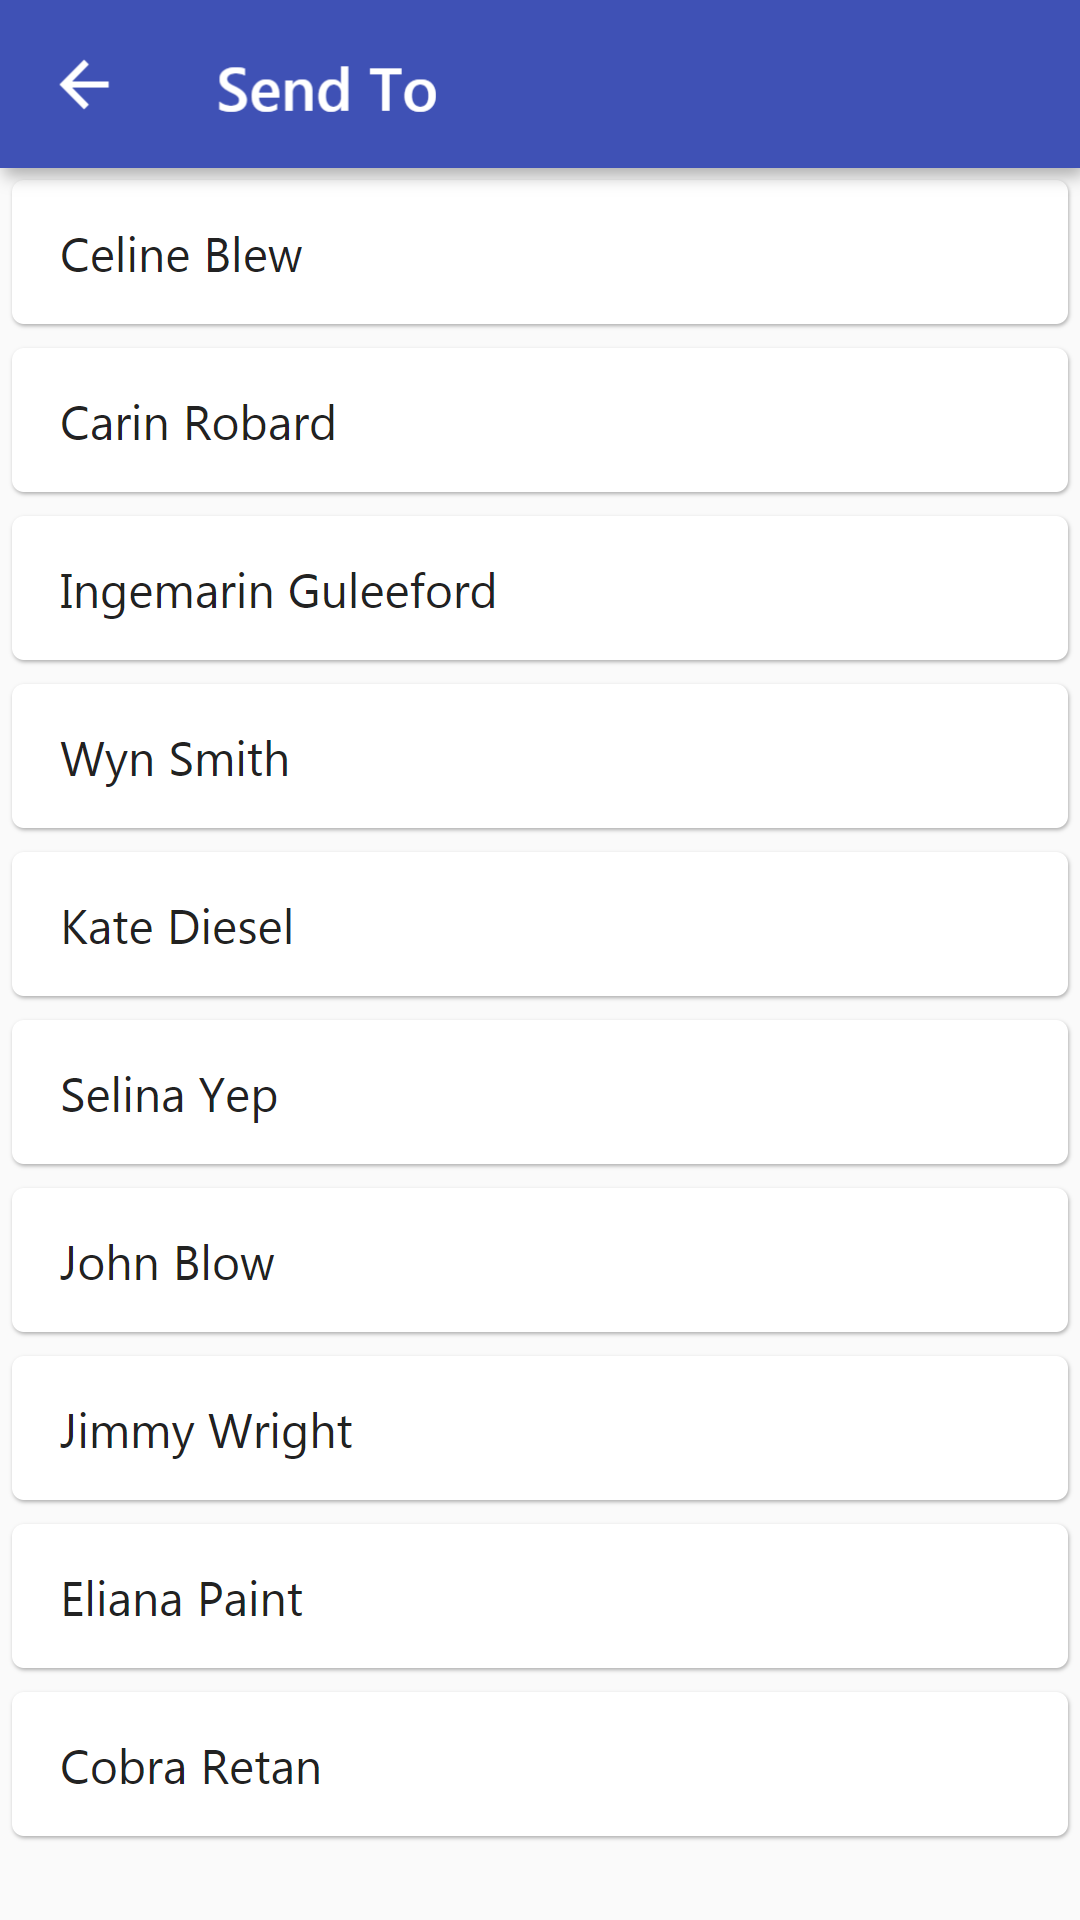 Send To
Celine Blew
Carin Robard
Ingemarin Guleeford
Wyn Smith
Kate Diesel
Selina Yep
John Blow
Jimmy Wright
Eliana Paint
Cobra Retan